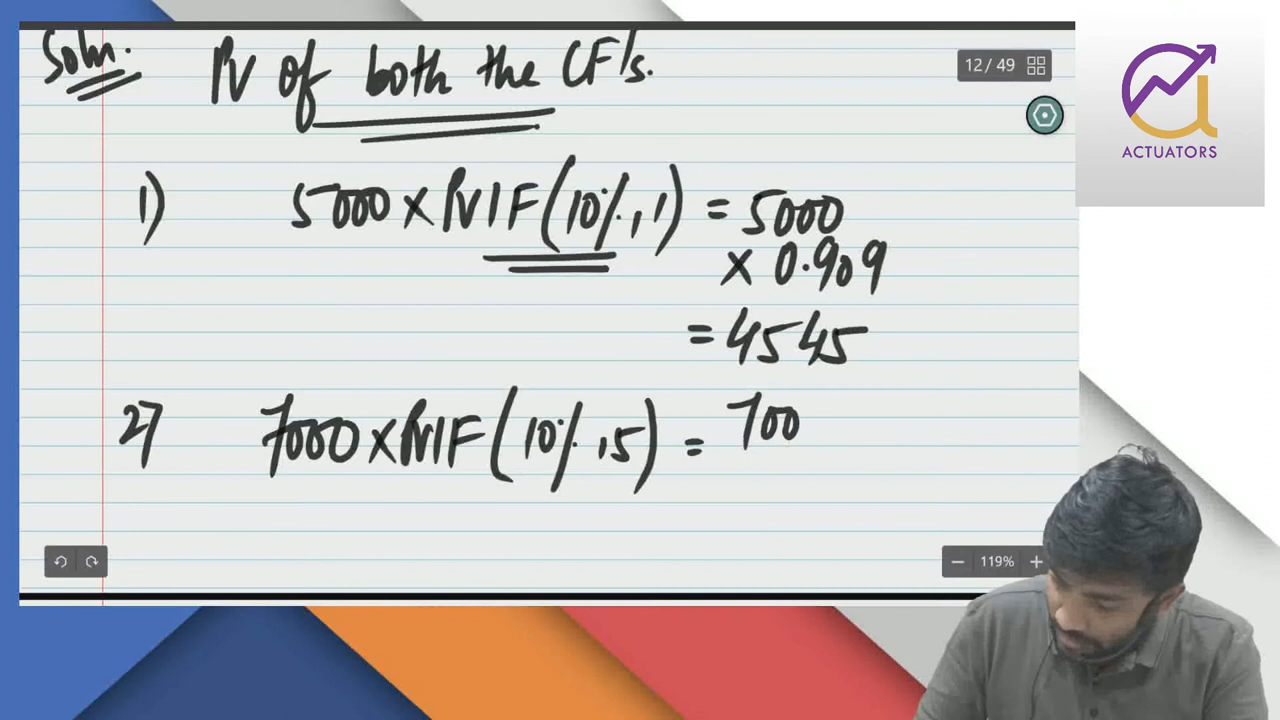 Soln. PV of both the CF/s.
12 / 49
ACTUATORS
1) 5000 × PVIF (10%, 1) = 5000
× 0.909
= 4545
2) 7000 × PVIF (10%, 5) = 700
119%